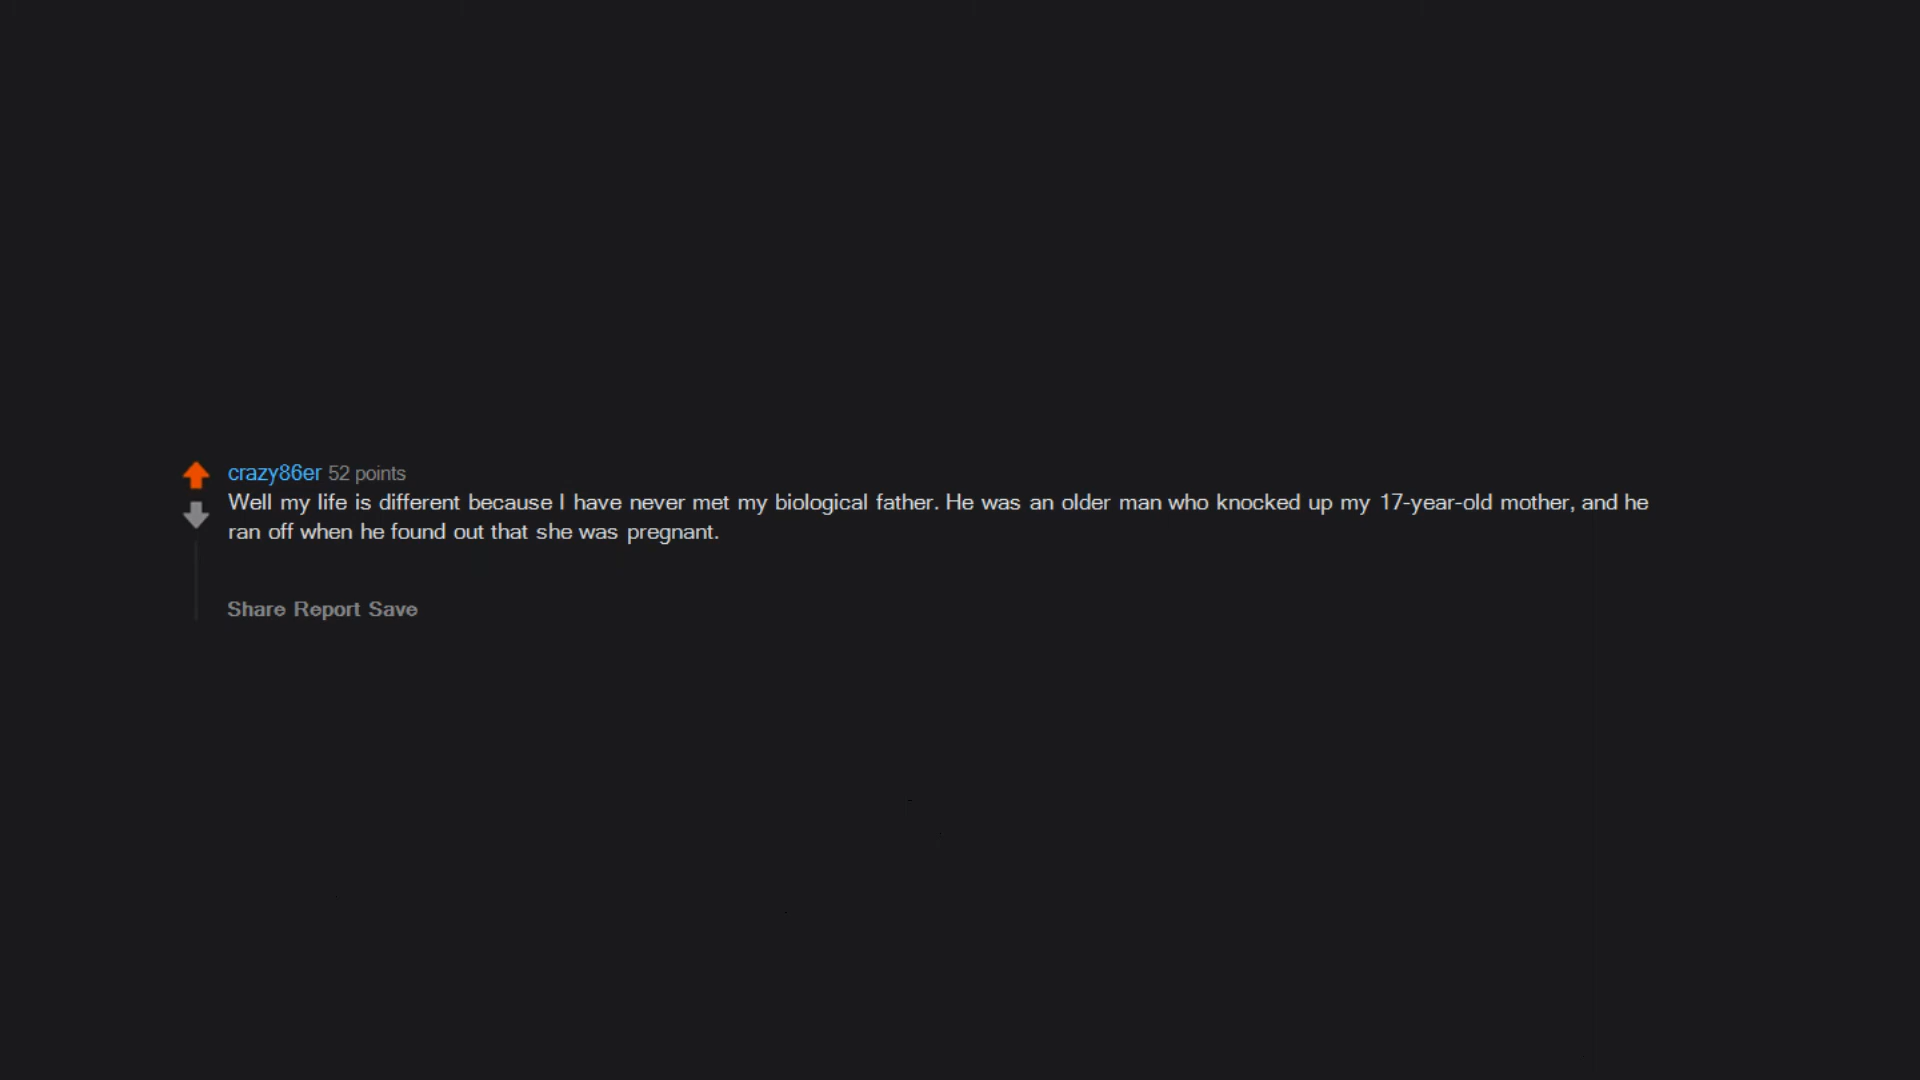 crazy86er 52 points
Well my life is different because I have never met my biological father. He was an older man who knocked up my 17-year-old mother, and he
ran off when he found out that she was pregnant.
Share Report Save